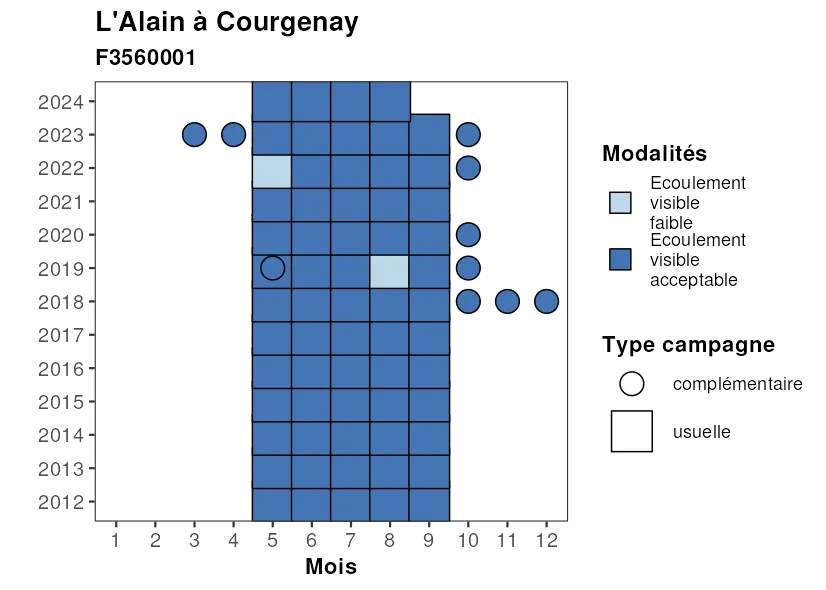 L'Alain à Courgenay
F3560001
2024
2023
2022
2021
2020
2019
2018
2017
2016
2015
2014
2013
2012
1 2 3 4 5 6 7 8 9 10 11 12
Mois
Modalités
Ecoulement
visible
faible
Ecoulement
visible
acceptable
Type campagne
complémentaire
usuelle